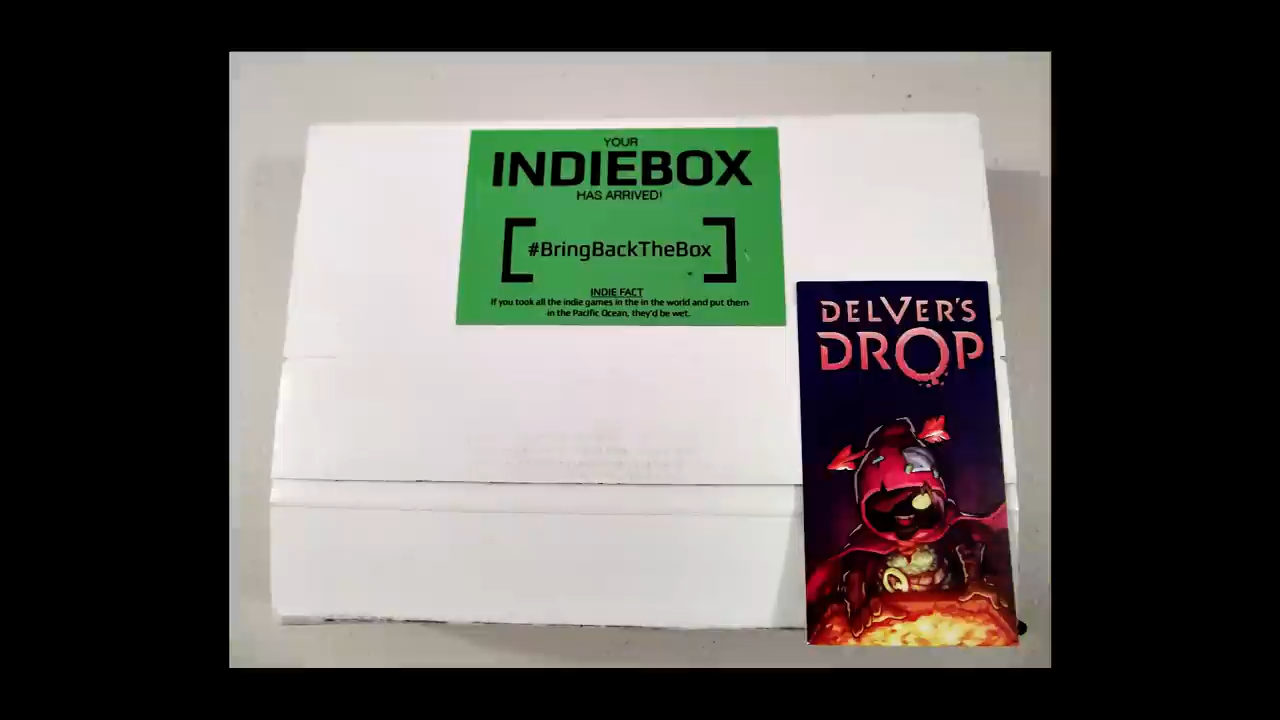 YOUR
INDIEBOX
HAS ARRIVED!
#BringBackTheBox
INDIE FACT
If you took all the indie games in the in the world and put them
in the Pacific Ocean, they'd be wet.
DELVER'S
DROP